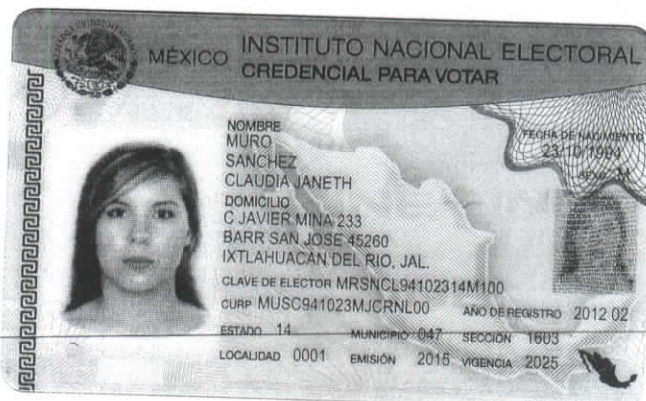 MÉXICO
INSTITUTO NACIONAL ELECTORAL
CREDENCIAL PARA VOTAR
NOMBRE
MURO
SANCHEZ
CLAUDIA JANETH
FECHA DE NACIMIENTO
23/10/1994
SEXO M
DOMICILIO
C JAVIER MINA 233
BARR SAN JOSE 45260
IXTLAHUACAN DEL RIO, JAL.
CLAVE DE ELECTOR MRSNCL94102314M100
CURP MUSC941023MJCRNL00 AÑO DE REGISTRO 2012 02
ESTADO 14 MUNICIPIO 047 SECCIÓN 1603
LOCALIDAD 0001 EMISIÓN 2015 VIGENCIA 2025